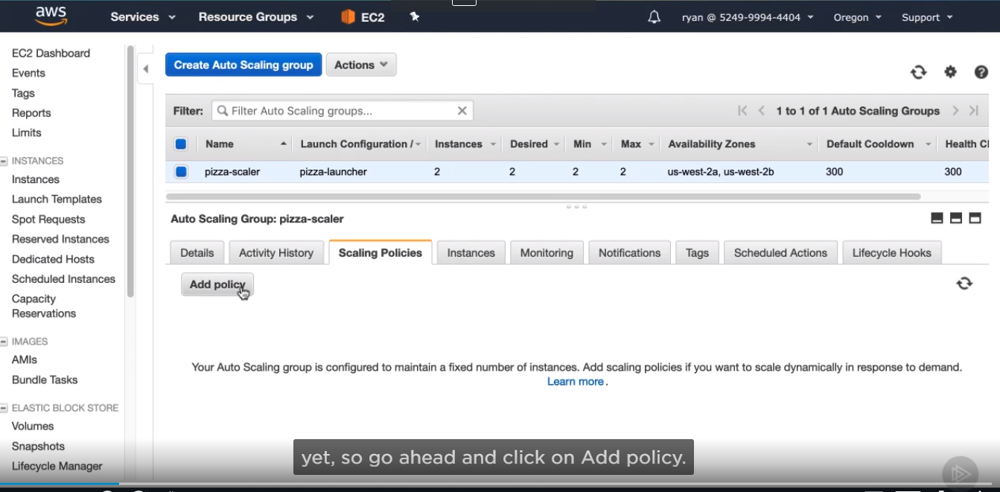 aws Services Resource Groups EC2 ryan @ 5249-9994-4404 Oregon Support
EC2 Dashboard
Events
Tags
Reports
Limits
INSTANCES
Instances
Launch Templates
Spot Requests
Reserved Instances
Dedicated Hosts
Scheduled Instances
Capacity
Reservations
IMAGES
AMIs
Bundle Tasks
ELASTIC BLOCK STORE
Volumes
Snapshots
Lifecycle Manager
Create Auto Scaling group Actions
Filter: Filter Auto Scaling groups... 1 to 1 of 1 Auto Scaling Groups
Name Launch Configuration / Instances Desired Min Max Availability Zones Default Cooldown Health Cl
pizza-scaler pizza-launcher 2 2 2 2 us-west-2a, us-west-2b 300 300
Auto Scaling Group: pizza-scaler
Details Activity History Scaling Policies Instances Monitoring Notifications Tags Scheduled Actions Lifecycle Hooks
Add policy
Your Auto Scaling group is configured to maintain a fixed number of instances. Add scaling policies if you want to scale dynamically in response to demand.
Learn more.
yet, so go ahead and click on Add policy.